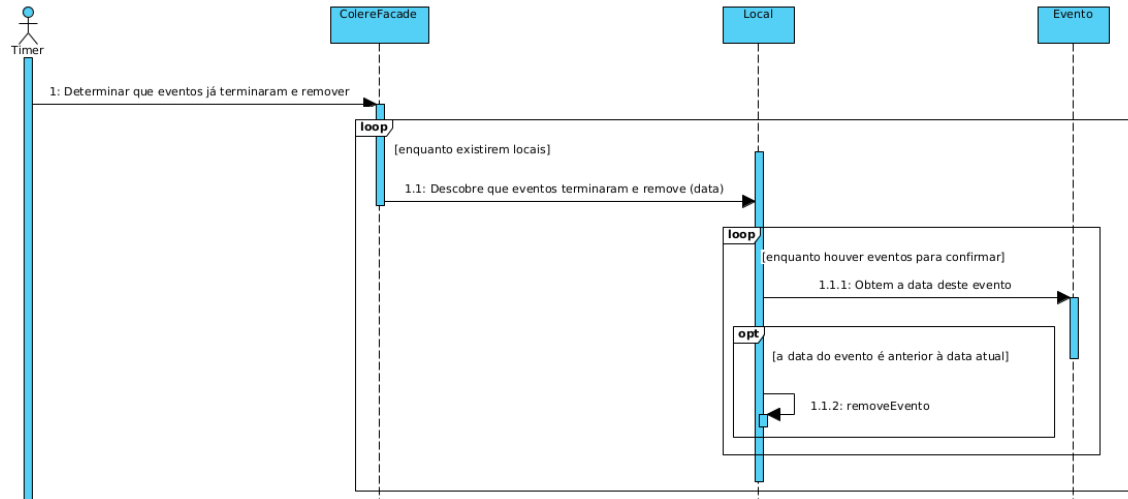 ColereFacade
Local
Evento
Timer
1: Determinar que eventos já terminaram e remover
loop
[enquanto existirem locais]
1.1: Descobre que eventos terminaram e remove (data)
loop
[enquanto houver eventos para confirmar]
1.1.1: Obtem a data deste evento
opt
[a data do evento é anterior à data atual]
1.1.2: removeEvento